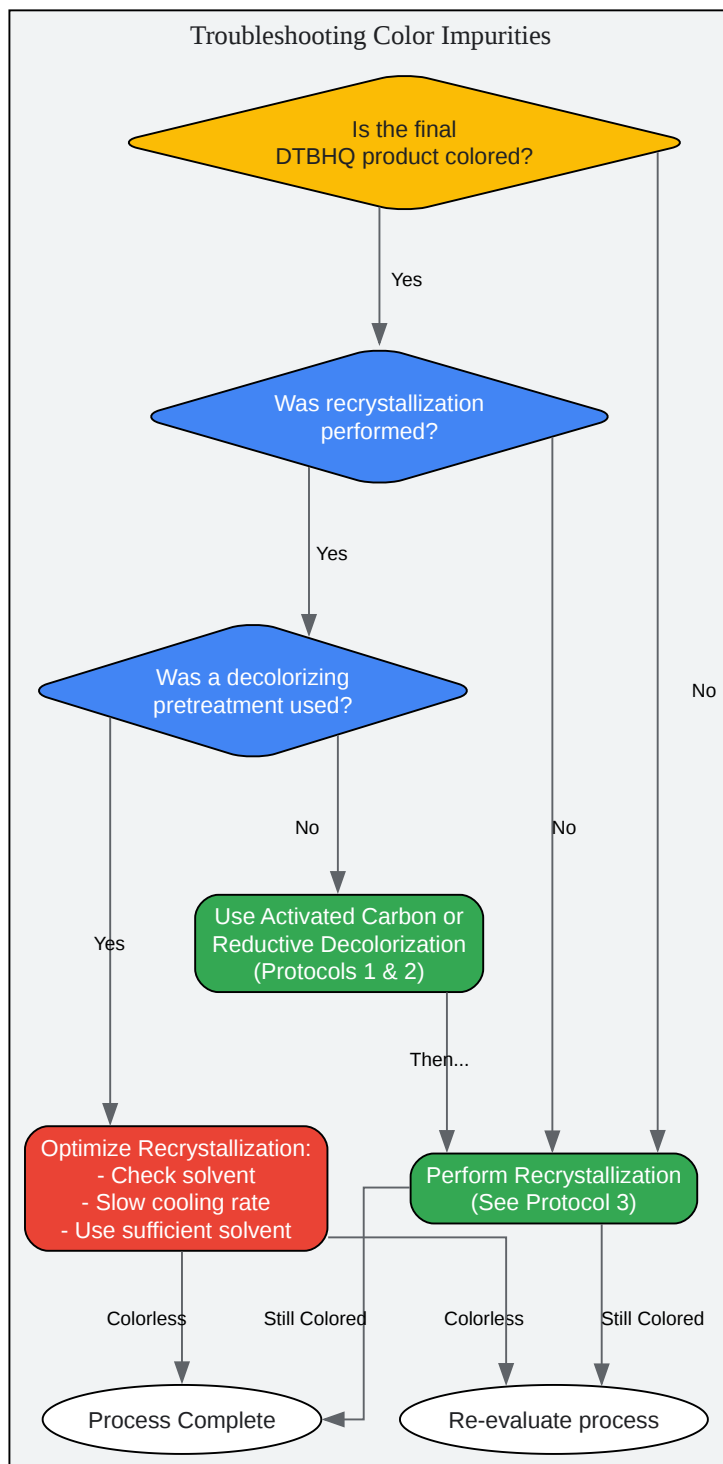 Troubleshooting Color Impurities
Is the final
DTBHQ product colored?
Yes
Was recrystallization
performed?
Yes
Was a decolorizing
pretreatment used?
No
No
No
Use Activated Carbon or
Reductive Decolorization
(Protocols 1 & 2)
Yes
Then...
Optimize Recrystallization:
- Check solvent
- Slow cooling rate
- Use sufficient solvent
Perform Recrystallization
(See Protocol 3)
Colorless
Still Colored
Colorless
Still Colored
Process Complete
Re-evaluate process